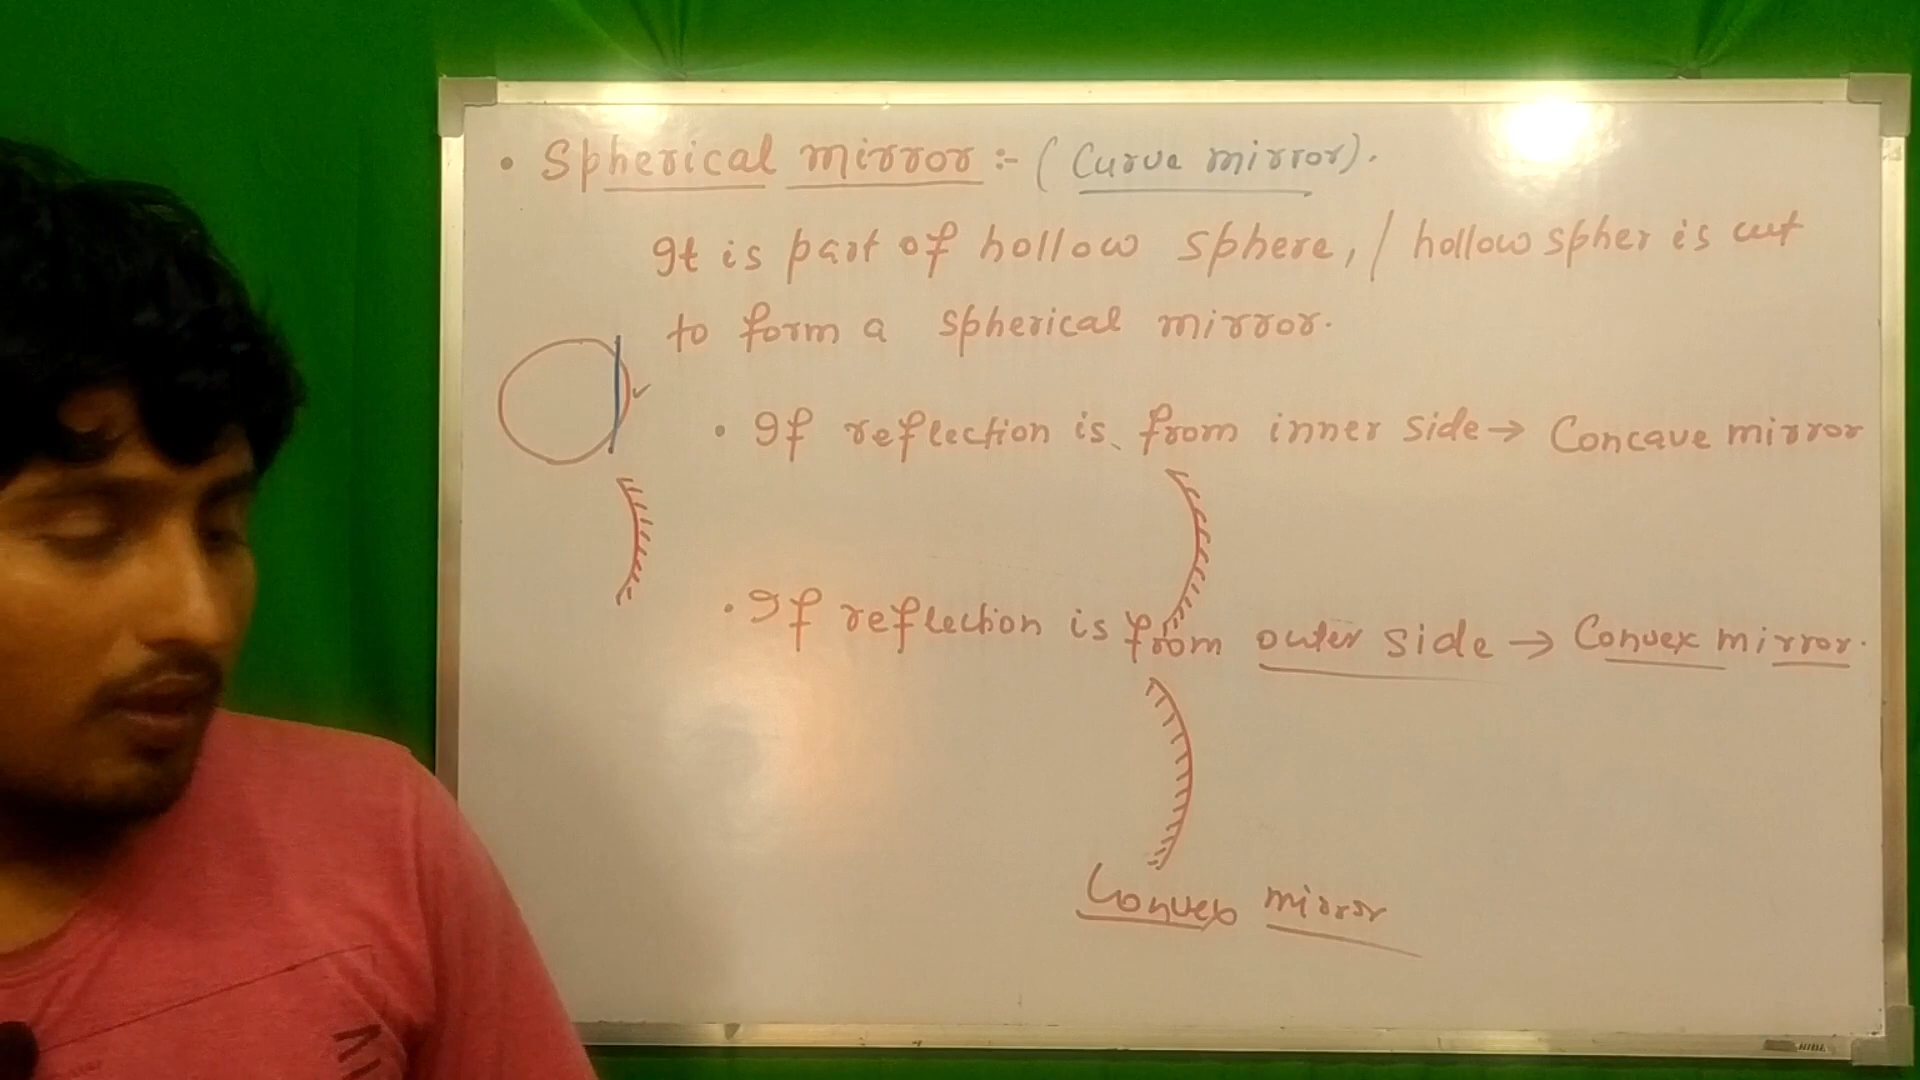 • Spherical mirror :- (Curve mirror).
It is part of hollow sphere, / hollow spher is cut
to form a spherical mirror.
• If reflection is from inner side → Concave mirror
• If reflection is from outer side → Convex mirror.
Convex mirror